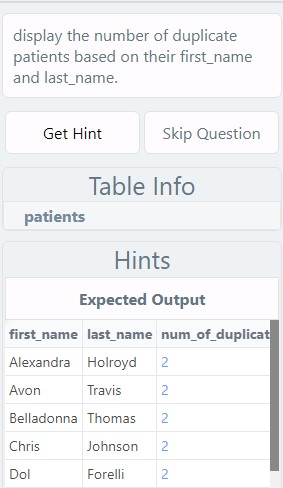 display the number of duplicate
patients based on their first_name
and last_name.
Get Hint Skip Question
Table Info
patients
Hints
Expected Output
first_name last_name num_of_duplicat
Alexandra Holroyd 2
Avon Travis 2
Belladonna Thomas 2
Chris Johnson 2
Dol Forelli 2